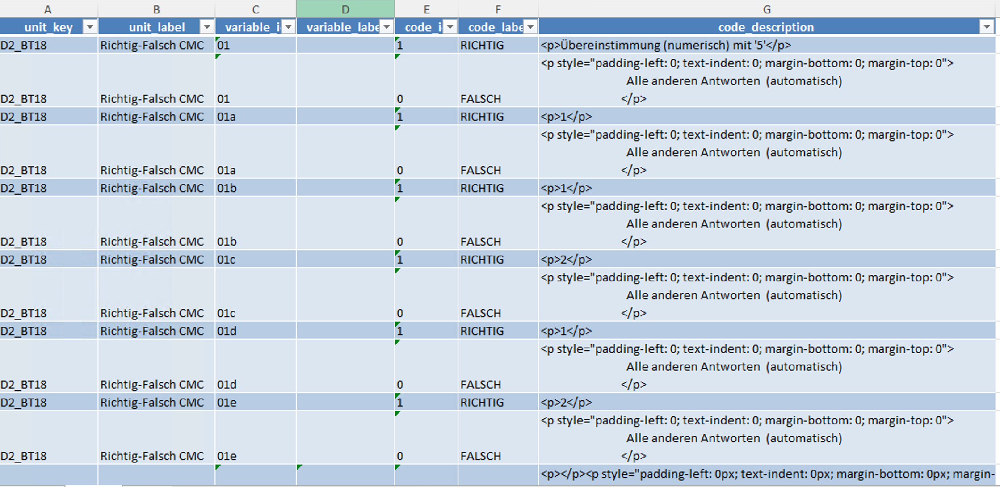 A B C D E F G
unit_key unit_label variable_i variable_labe code_i code_labe code_description
D2_BT18 Richtig-Falsch CMC 01 1 RICHTIG <p>Übereinstimmung (numerisch) mit '5'</p>
<p style="padding-left: 0; text-indent: 0; margin-bottom: 0; margin-top: 0">
Alle anderen Antworten (automatisch)
D2_BT18 Richtig-Falsch CMC 01 0 FALSCH </p>
D2_BT18 Richtig-Falsch CMC 01a 1 RICHTIG <p>1</p>
<p style="padding-left: 0; text-indent: 0; margin-bottom: 0; margin-top: 0">
Alle anderen Antworten (automatisch)
D2_BT18 Richtig-Falsch CMC 01a 0 FALSCH </p>
D2_BT18 Richtig-Falsch CMC 01b 1 RICHTIG <p>1</p>
<p style="padding-left: 0; text-indent: 0; margin-bottom: 0; margin-top: 0">
Alle anderen Antworten (automatisch)
D2_BT18 Richtig-Falsch CMC 01b 0 FALSCH </p>
D2_BT18 Richtig-Falsch CMC 01c 1 RICHTIG <p>2</p>
<p style="padding-left: 0; text-indent: 0; margin-bottom: 0; margin-top: 0">
Alle anderen Antworten (automatisch)
D2_BT18 Richtig-Falsch CMC 01c 0 FALSCH </p>
D2_BT18 Richtig-Falsch CMC 01d 1 RICHTIG <p>1</p>
<p style="padding-left: 0; text-indent: 0; margin-bottom: 0; margin-top: 0">
Alle anderen Antworten (automatisch)
D2_BT18 Richtig-Falsch CMC 01d 0 FALSCH </p>
D2_BT18 Richtig-Falsch CMC 01e 1 RICHTIG <p>2</p>
<p style="padding-left: 0; text-indent: 0; margin-bottom: 0; margin-top: 0">
Alle anderen Antworten (automatisch)
D2_BT18 Richtig-Falsch CMC 01e 0 FALSCH </p>
<p></p><p style="padding-left: 0px; text-indent: 0px; margin-bottom: 0px; margin-